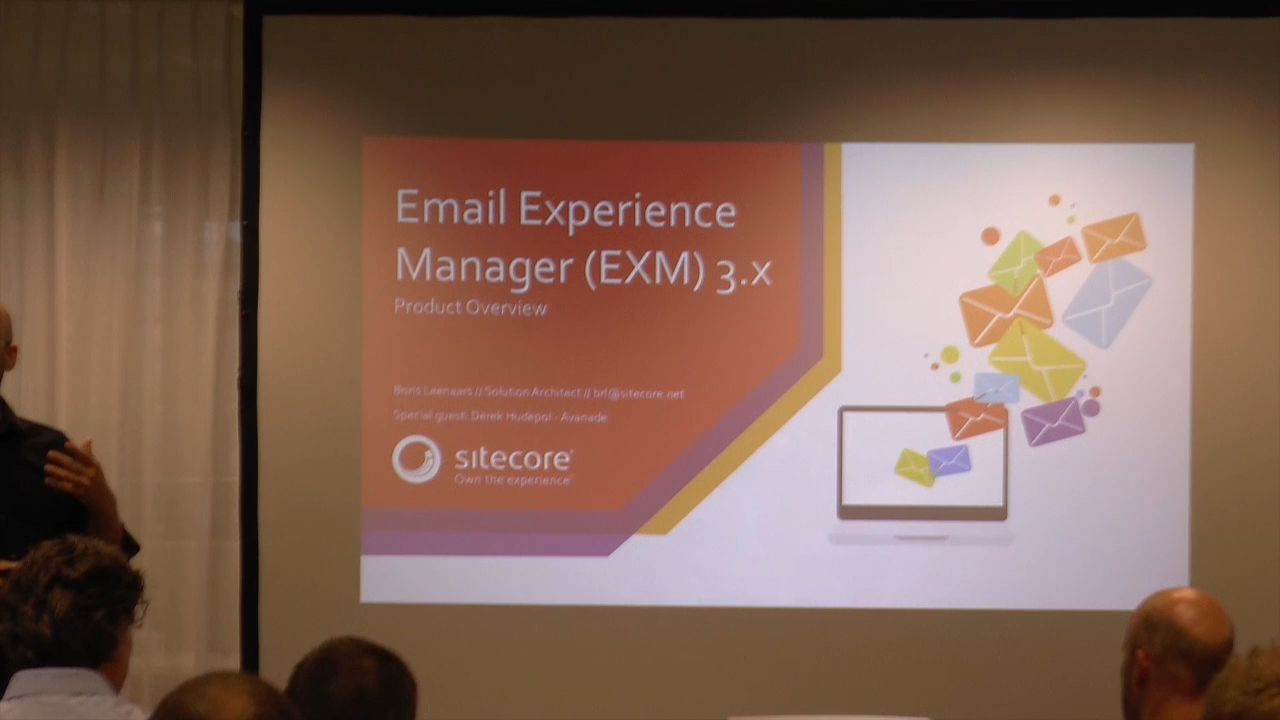 Email Experience
Manager (EXM) 3.x
Product Overview
Boris Leenaars // Solution Architect // brl@sitecore.net
Special guest: Derek Hudepol - Avanade
sitecore
Own the experience